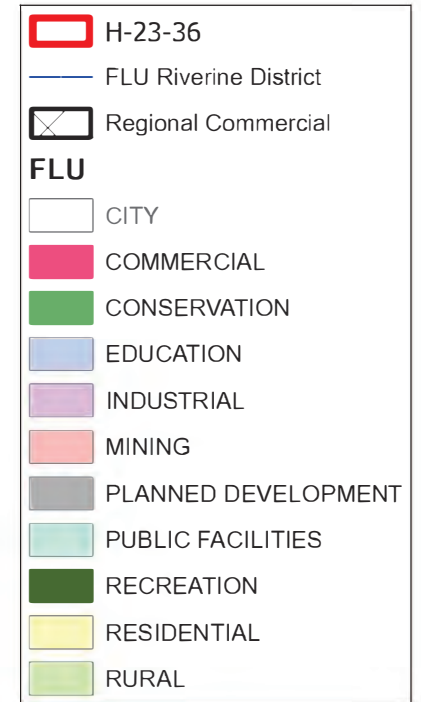 H-23-36
FLU Riverine District
Regional Commercial
FLU
CITY
COMMERCIAL
CONSERVATION
EDUCATION
INDUSTRIAL
MINING
PLANNED DEVELOPMENT
PUBLIC FACILITIES
RECREATION
RESIDENTIAL
RURAL